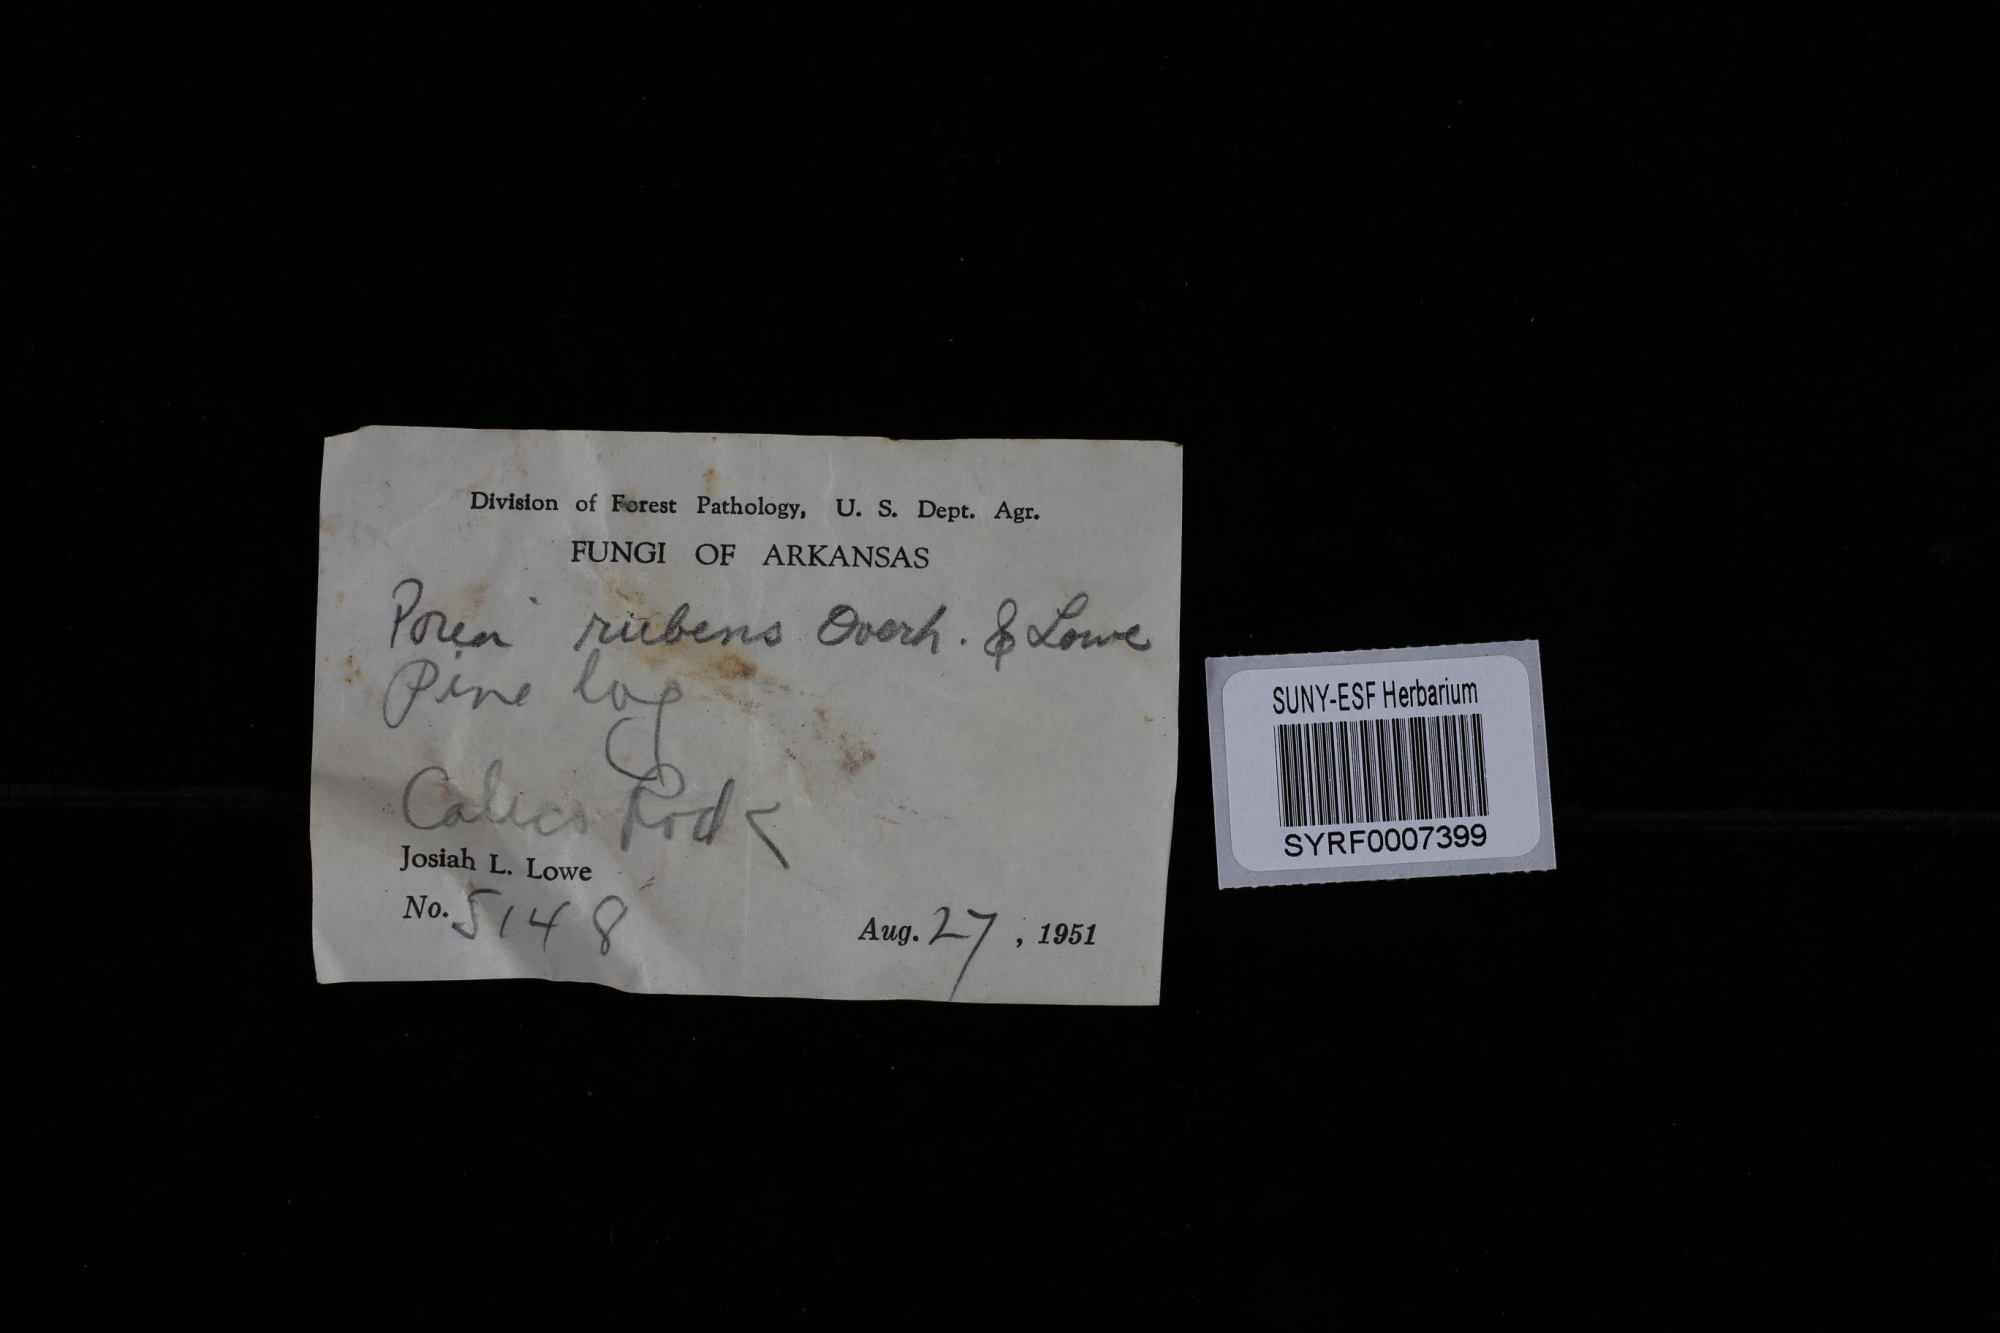 Division of Forest Pathology, U. S. Dept. Agr.
FUNGI OF ARKANSAS
Poria rubens Overh. & Lowe
Pine log
Calico Rock
Josiah L. Lowe
No. 5148
Aug. 27, 1951
SUNY-ESF Herbarium
SYRF0007399